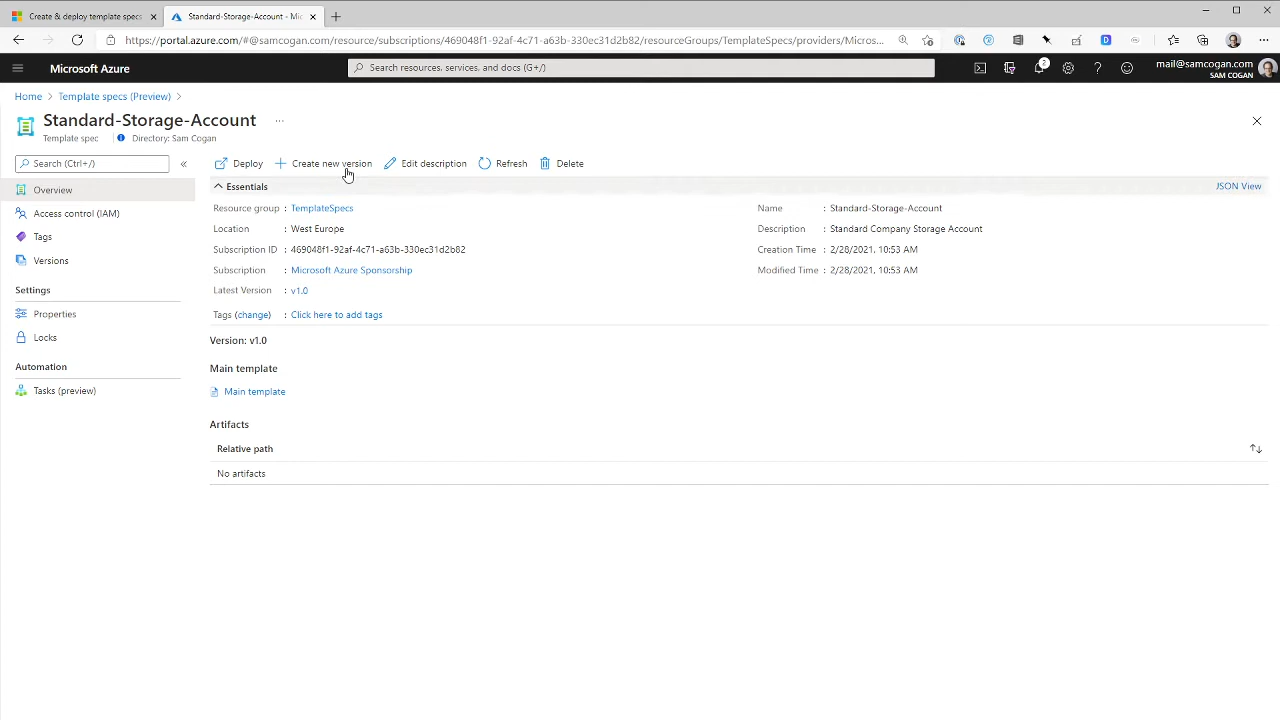 Create & deploy template specs
Standard-Storage-Account - Mic
https://portal.azure.com/#@samcogan.com/resource/subscriptions/469048f1-92af-4c71-a63b-330ec31d2b82/resourceGroups/TemplateSpecs/providers/Micros...
Microsoft Azure
Search resources, services, and docs (G+/)
2
mail@samcogan.com
SAM COGAN
Home > Template specs (Preview) >
Standard-Storage-Account ...
Template spec
Directory: Sam Cogan
Search (Ctrl+/)
Deploy
Create new version
Edit description
Refresh
Delete
Overview
Access control (IAM)
Tags
Versions
Settings
Properties
Locks
Automation
Tasks (preview)
Essentials
JSON View
Resource group : TemplateSpecs
Location : West Europe
Subscription ID : 469048f1-92af-4c71-a63b-330ec31d2b82
Subscription : Microsoft Azure Sponsorship
Latest Version : v1.0
Tags (change) : Click here to add tags
Name : Standard-Storage-Account
Description : Standard Company Storage Account
Creation Time : 2/28/2021, 10:53 AM
Modified Time : 2/28/2021, 10:53 AM
Version: v1.0
Main template
Main template
Artifacts
Relative path
No artifacts